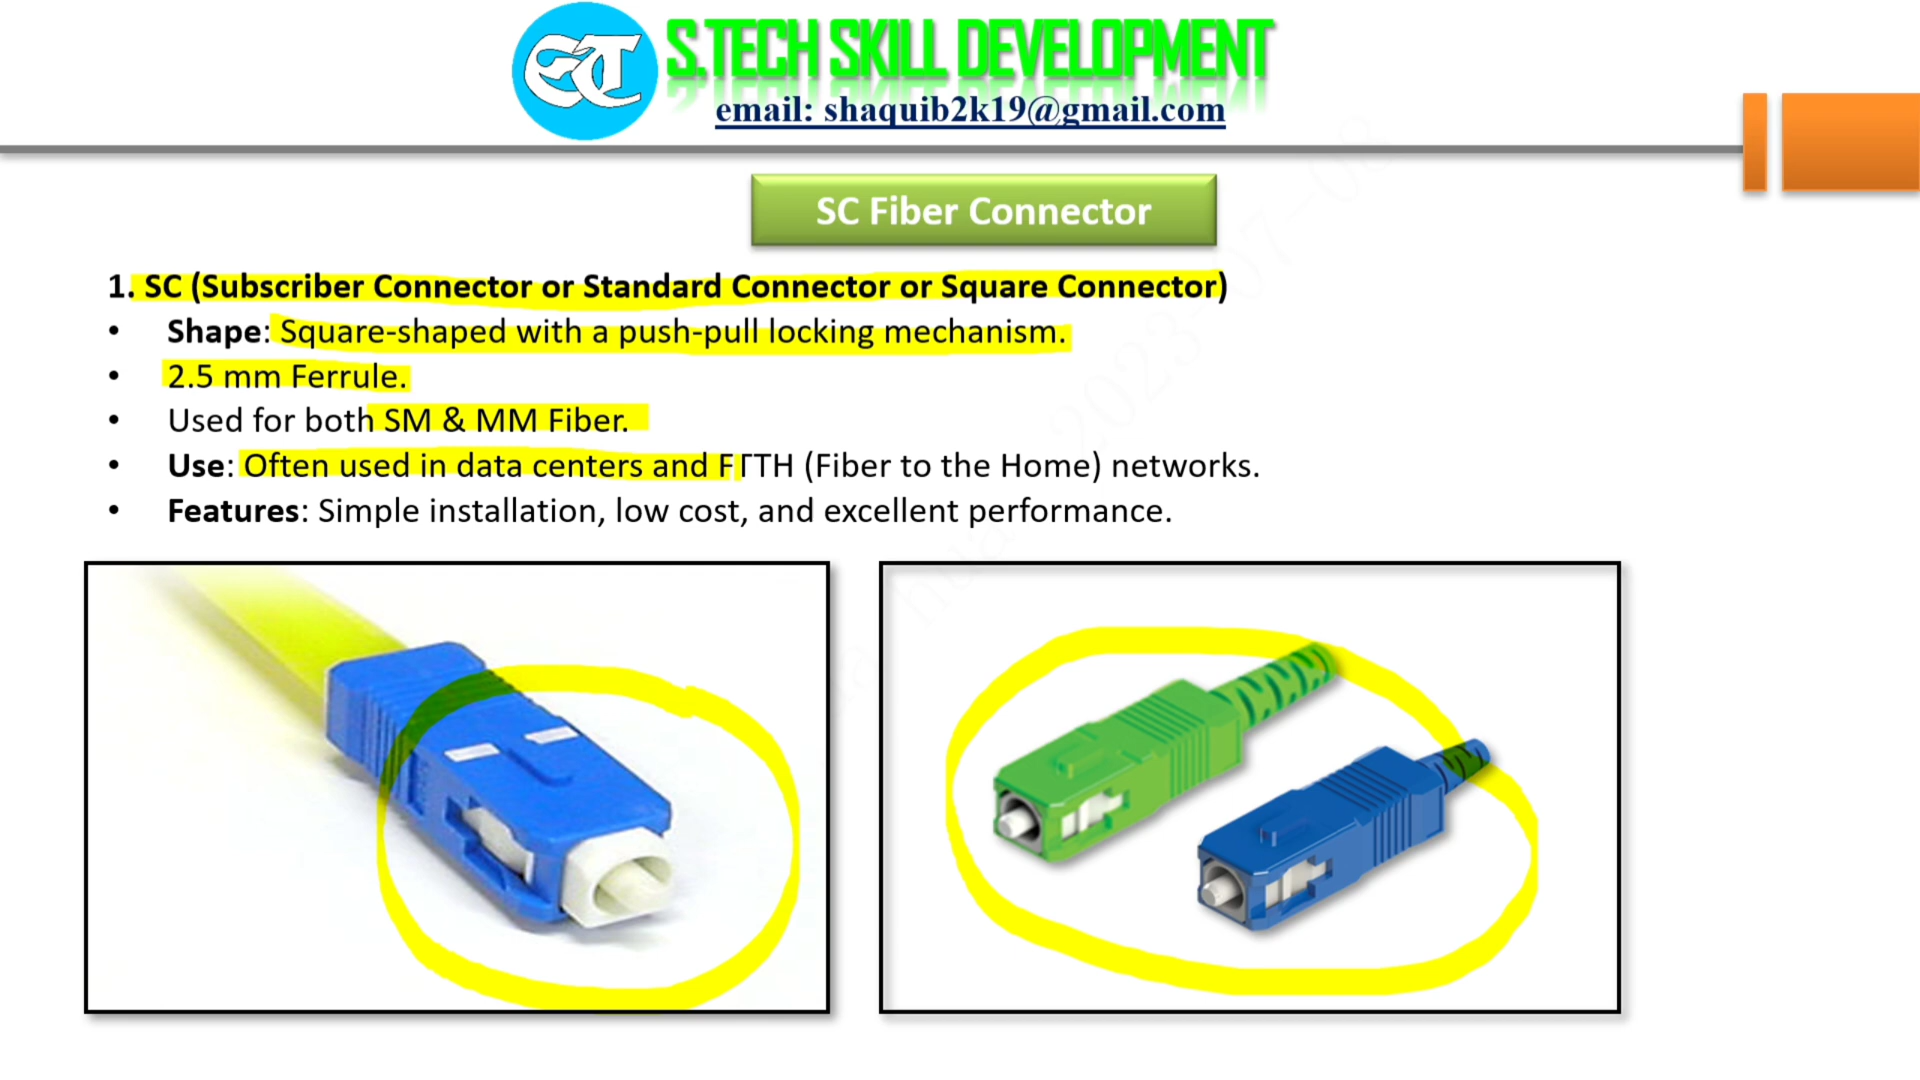 S.TECH SKILL DEVELOPMENT
email: shaquib2k19@gmail.com
SC Fiber Connector
1. SC (Subscriber Connector or Standard Connector or Square Connector)
• Shape: Square-shaped with a push-pull locking mechanism.
• 2.5 mm Ferrule.
• Used for both SM & MM Fiber.
• Use: Often used in data centers and FTTH (Fiber to the Home) networks.
• Features: Simple installation, low cost, and excellent performance.